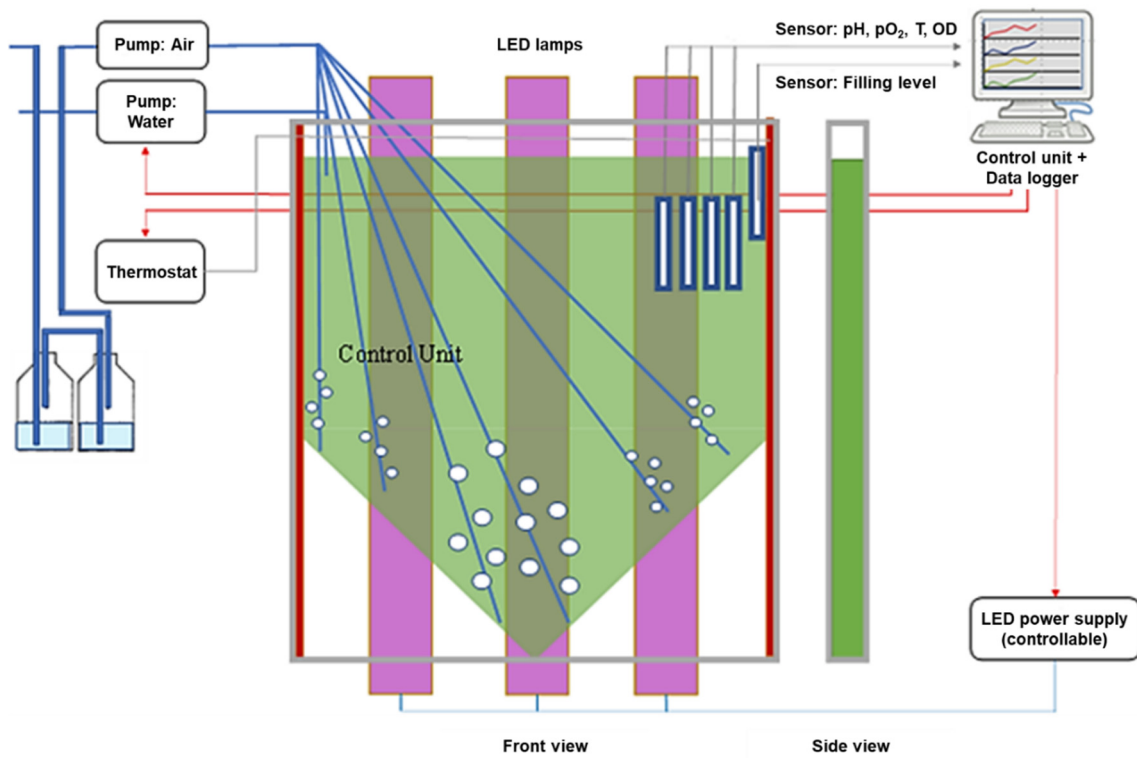 Pump: Air
Pump:
Water
Thermostat
LED lamps
Sensor: pH, pO₂, T, OD
Sensor: Filling level
Control unit +
Data logger
Control Unit
LED power supply
(controllable)
Front view
Side view